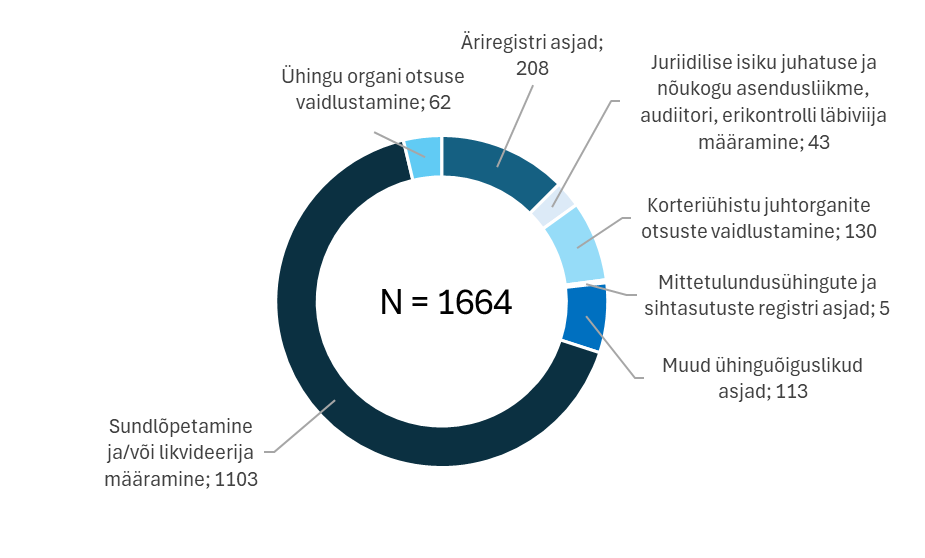 Äriregistri asjad;
208
Juriidilise isiku juhatuse ja
nõukogu asendusliikme,
audiitori, erikontrolli läbiviija
määramine; 43
Korteriühistu juhtorganite
otsuste vaidlustamine; 130
Mittetulundusühingute ja
sihtasutuste registri asjad; 5
Muud ühinguõiguslikud
asjad; 113
Sundlõpetamine
ja/või likvideerija
määramine; 1103
Ühingu organi otsuse
vaidlustamine; 62
N = 1664